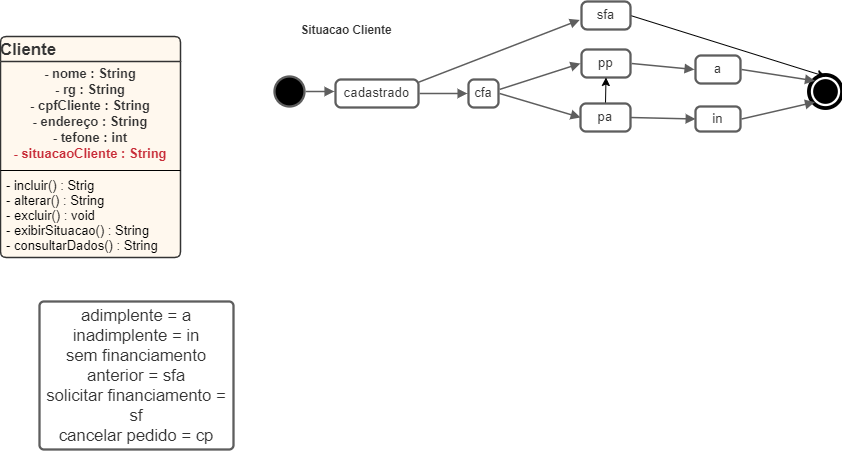 Situacao Cliente
sfa
Cliente
- nome : String
- rg : String
- cpfCliente : String
- endereço : String
- tefone : int
- situacaoCliente : String
- incluir() : Strig
- alterar() : String
- excluir() : void
- exibirSituacao() : String
- consultarDados() : String
cadastrado
cfa
pp
a
pa
in
adimplente = a
inadimplente = in
sem financiamento
anterior = sfa
solicitar financiamento =
sf
cancelar pedido = cp